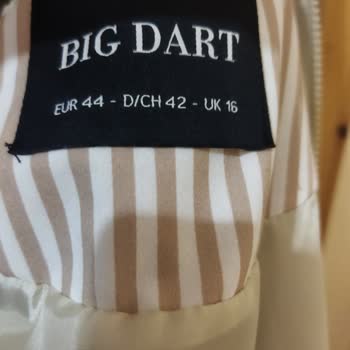 BIG DART
EUR 44 - D/CH 42 - UK 16